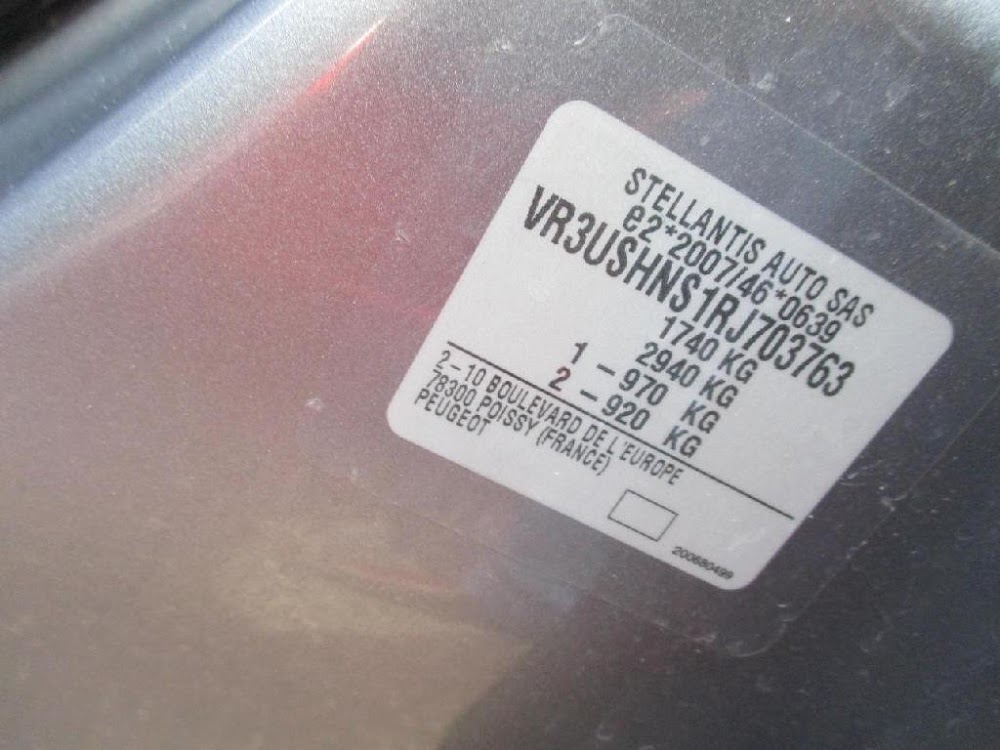 STELLANTIS AUTO SAS
e2*2007/46*0639
VR3USHNS1RJ703763
1740 KG
2940 KG
1 – 970 KG
2 – 920 KG
2 – 10 BOULEVARD DE L'EUROPE
78300 POISSY (FRANCE)
PEUGEOT
200680499